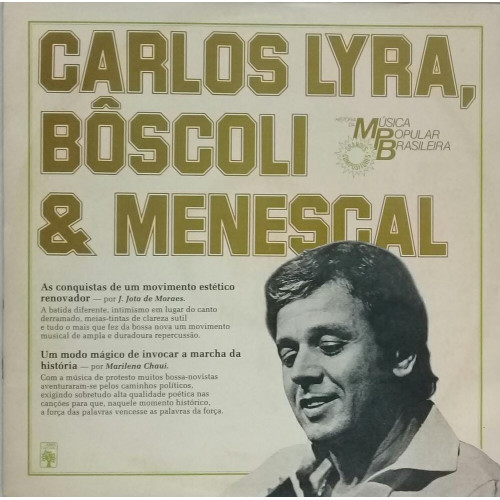 CARLOS LYRA,
BÔSCOLI
& MENESCAL
HISTÓRIA DA
MÚSICA
POPULAR
BRASILEIRA
GRANDES
COMPOSITORES
As conquistas de um movimento estético
renovador — por J. Jota de Moraes.
A batida diferente, intimismo em lugar do canto
derramado, meias-tintas de clareza sutil
e tudo o mais que fez da bossa nova um movimento
musical de ampla e duradoura repercussão.
Um modo mágico de invocar a marcha da
história — por Marilena Chaui.
Com a música de protesto muitos bossa-novistas
aventuraram-se pelos caminhos políticos,
exigindo sobretudo alta qualidade poética nas
canções para que, naquele momento histórico,
a força das palavras vencesse as palavras da força.